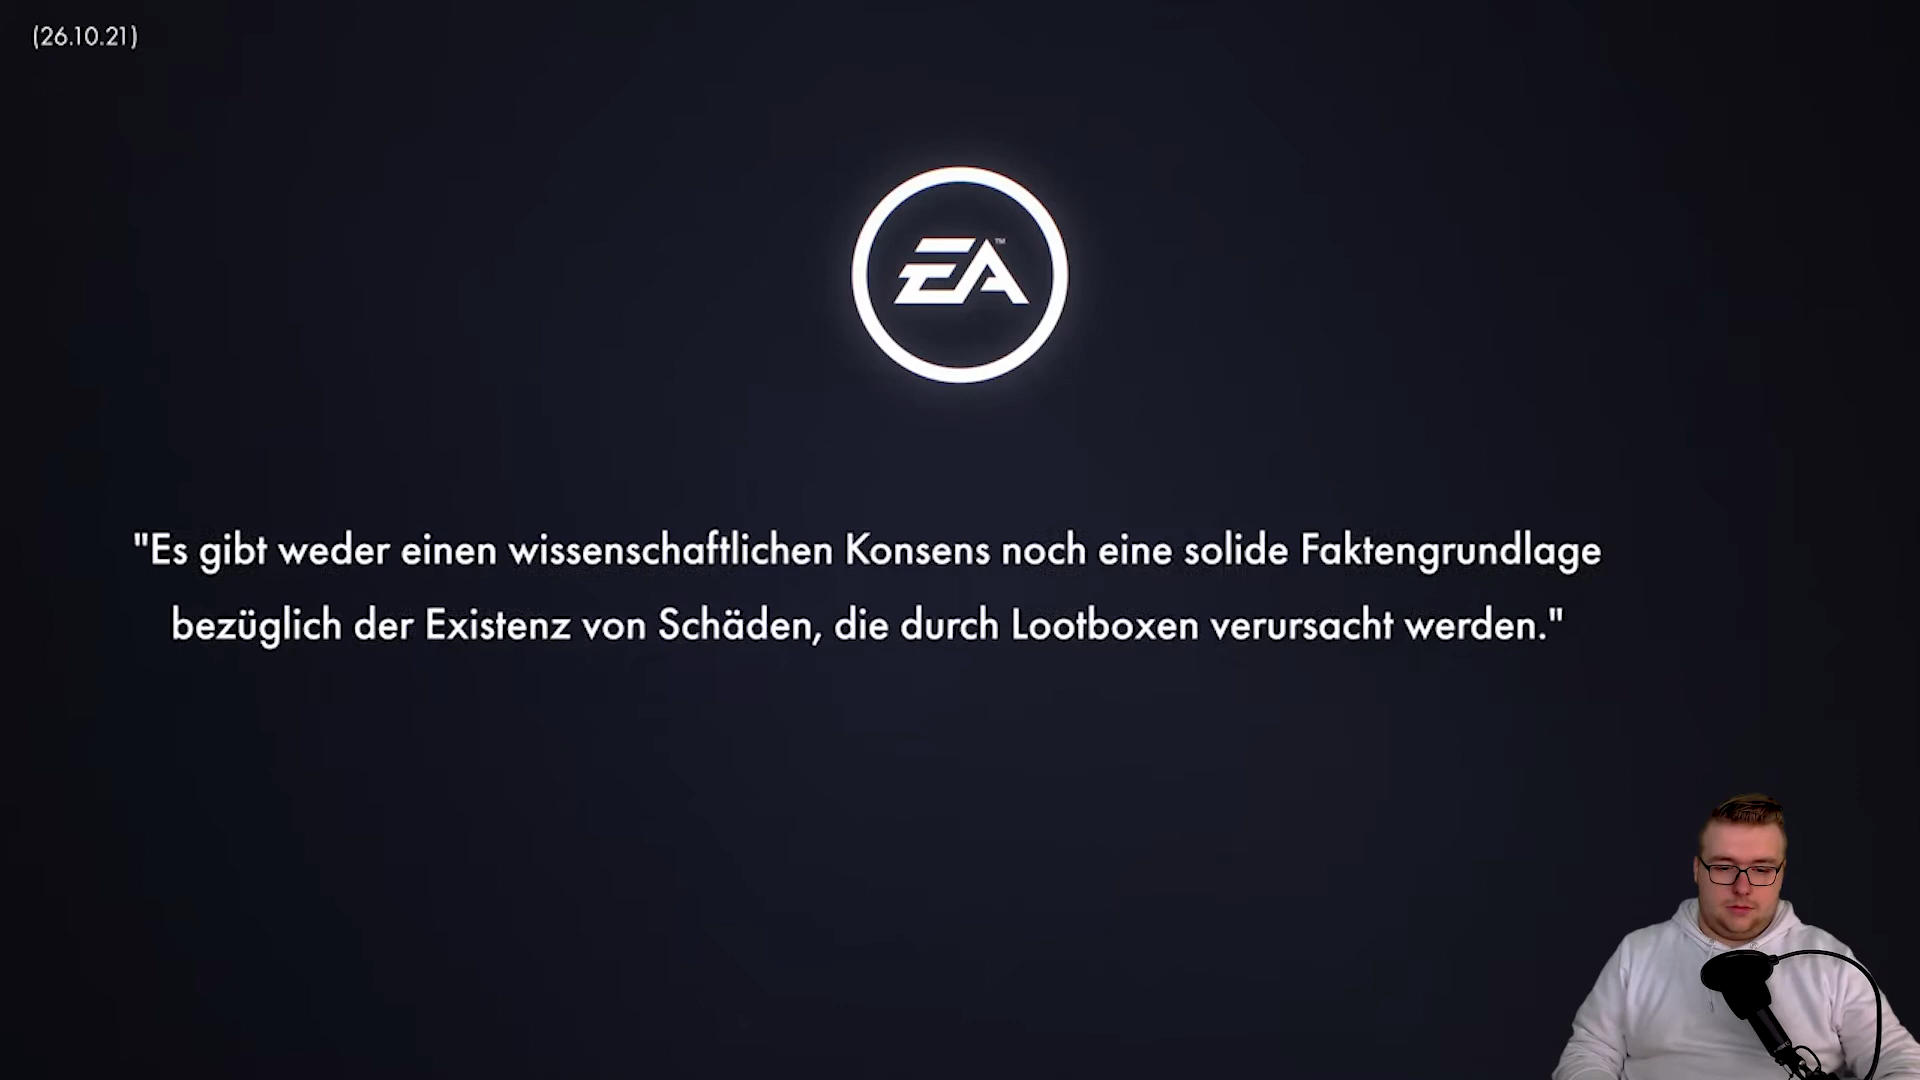 (26.10.21)
EA™
"Es gibt weder einen wissenschaftlichen Konsens noch eine solide Faktengrundlage
bezüglich der Existenz von Schäden, die durch Lootboxen verursacht werden."